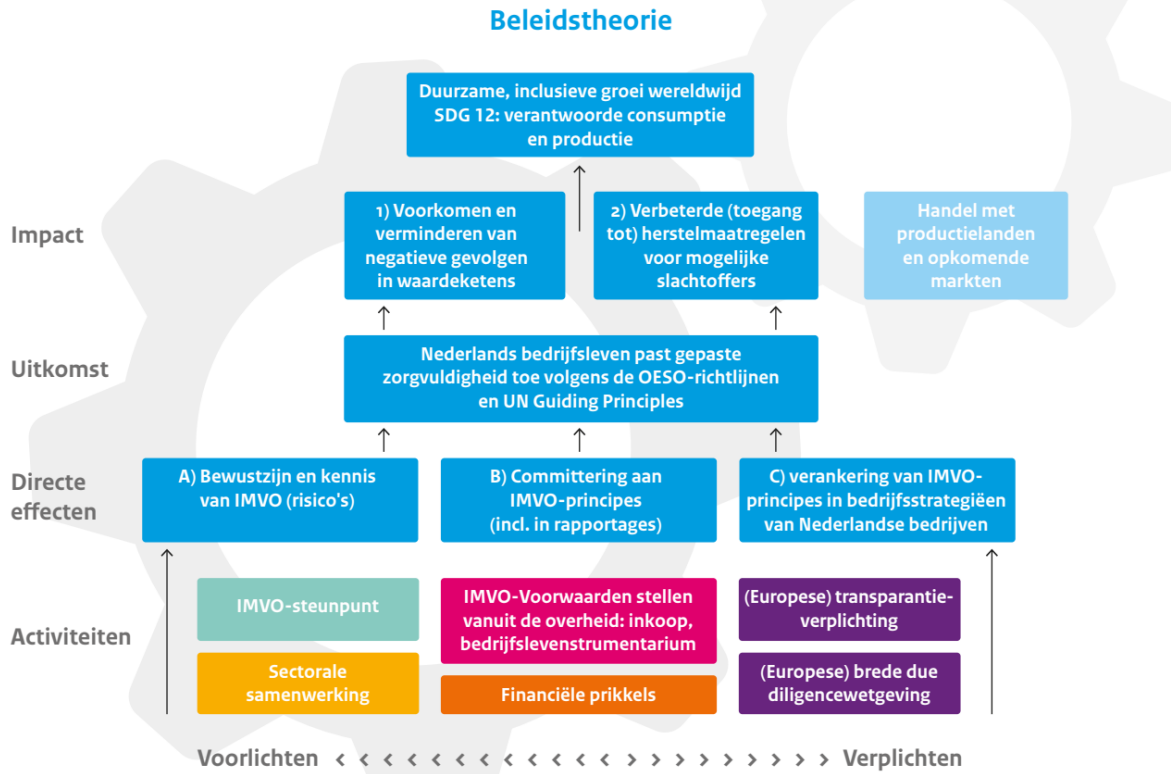 Beleidstheorie
Duurzame, inclusieve groei wereldwijd
SDG 12: verantwoorde consumptie
en productie
Impact
1) Voorkomen en
verminderen van
negatieve gevolgen
in waardeketens
2) Verbeterde (toegang
tot) herstelmaatregelen
voor mogelijke
slachtoffers
Handel met
productielanden
en opkomende
markten
Uitkomst
Nederlands bedrijfsleven past gepaste
zorgvuldigheid toe volgens de OESO-richtlijnen
en UN Guiding Principles
Directe
effecten
A) Bewustzijn en kennis
van IMVO (risico's)
B) Committering aan
IMVO-principes
(incl. in rapportages)
C) verankering van IMVO-
principes in bedrijfsstrategiëen
van Nederlandse bedrijven
Activiteiten
IMVO-steunpunt
Sectorale
samenwerking
IMVO-Voorwaarden stellen
vanuit de overheid: inkoop,
bedrijfslevenstrumentarium
Financiële prikkels
(Europese) transparantie-
verplichting
(Europese) brede due
diligencewetgeving
Voorlichten < < < < < < < < < < < < < > > > > > > > > Verplichten